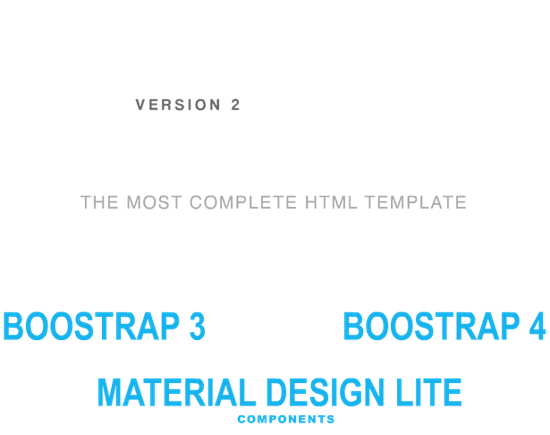 VERSION 2
THE MOST COMPLETE HTML TEMPLATE
BOOSTRAP 3 BOOSTRAP 4
MATERIAL DESIGN LITE
COMPONENTS